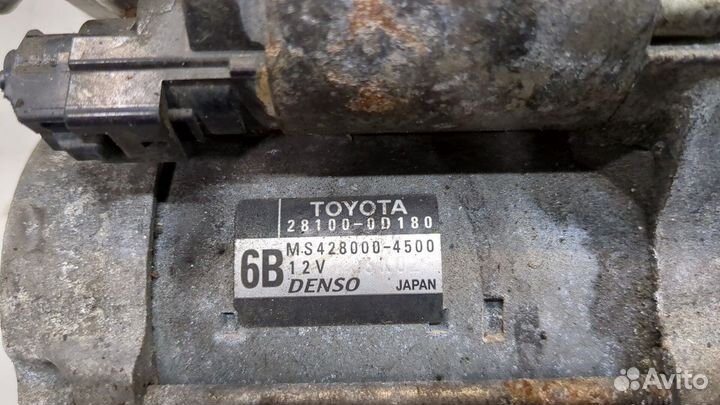 TOYOTA
28100-0D180
MS428000-4500
6B 12V
DENSO JAPAN
Avito